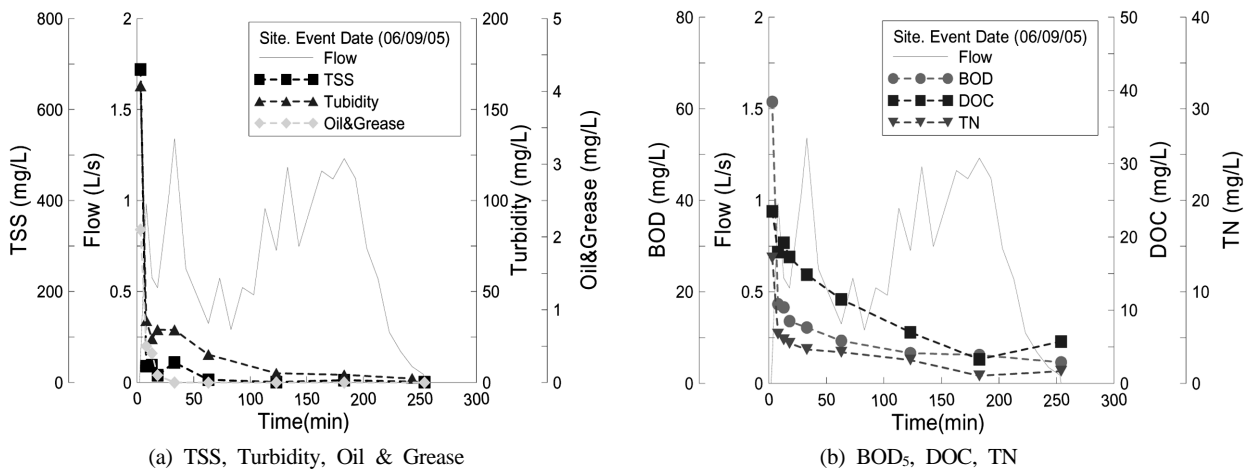 800
600
400
200
0
TSS (mg/L)
2
1.5
1
0.5
0
Flow (L/s)
Site. Event Date (06/09/05)
Flow
TSS
Tubidity
Oil&Grease
200
150
100
50
0
Turbidity (mg/L)
5
4
3
2
1
0
Oil&Grease (mg/L)
0 50 100 150 200 250 300
Time(min)
(a) TSS, Turbidity, Oil & Grease
80
60
40
20
0
BOD (mg/L)
2
1.5
1
0.5
0
Flow (L/s)
Site. Event Date (06/09/05)
Flow
BOD
DOC
TN
50
40
30
20
10
0
DOC (mg/L)
40
30
20
10
0
TN (mg/L)
0 50 100 150 200 250 300
Time(min)
(b) BOD₅, DOC, TN